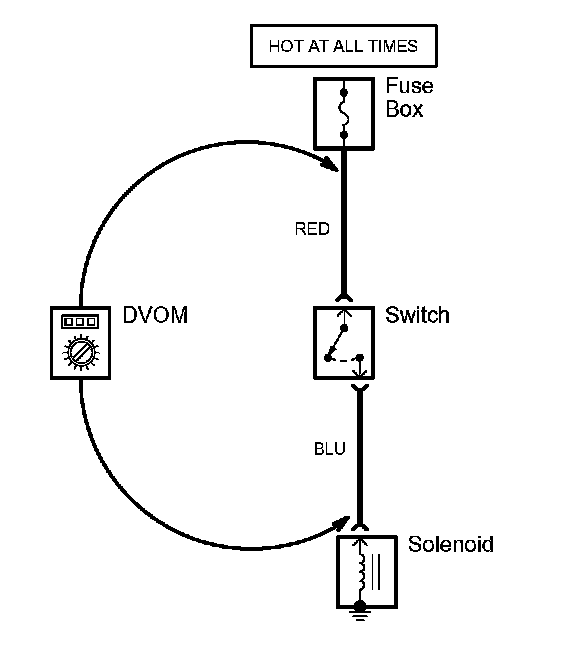 HOT AT ALL TIMES
Fuse
Box
RED
DVOM
Switch
BLU
Solenoid